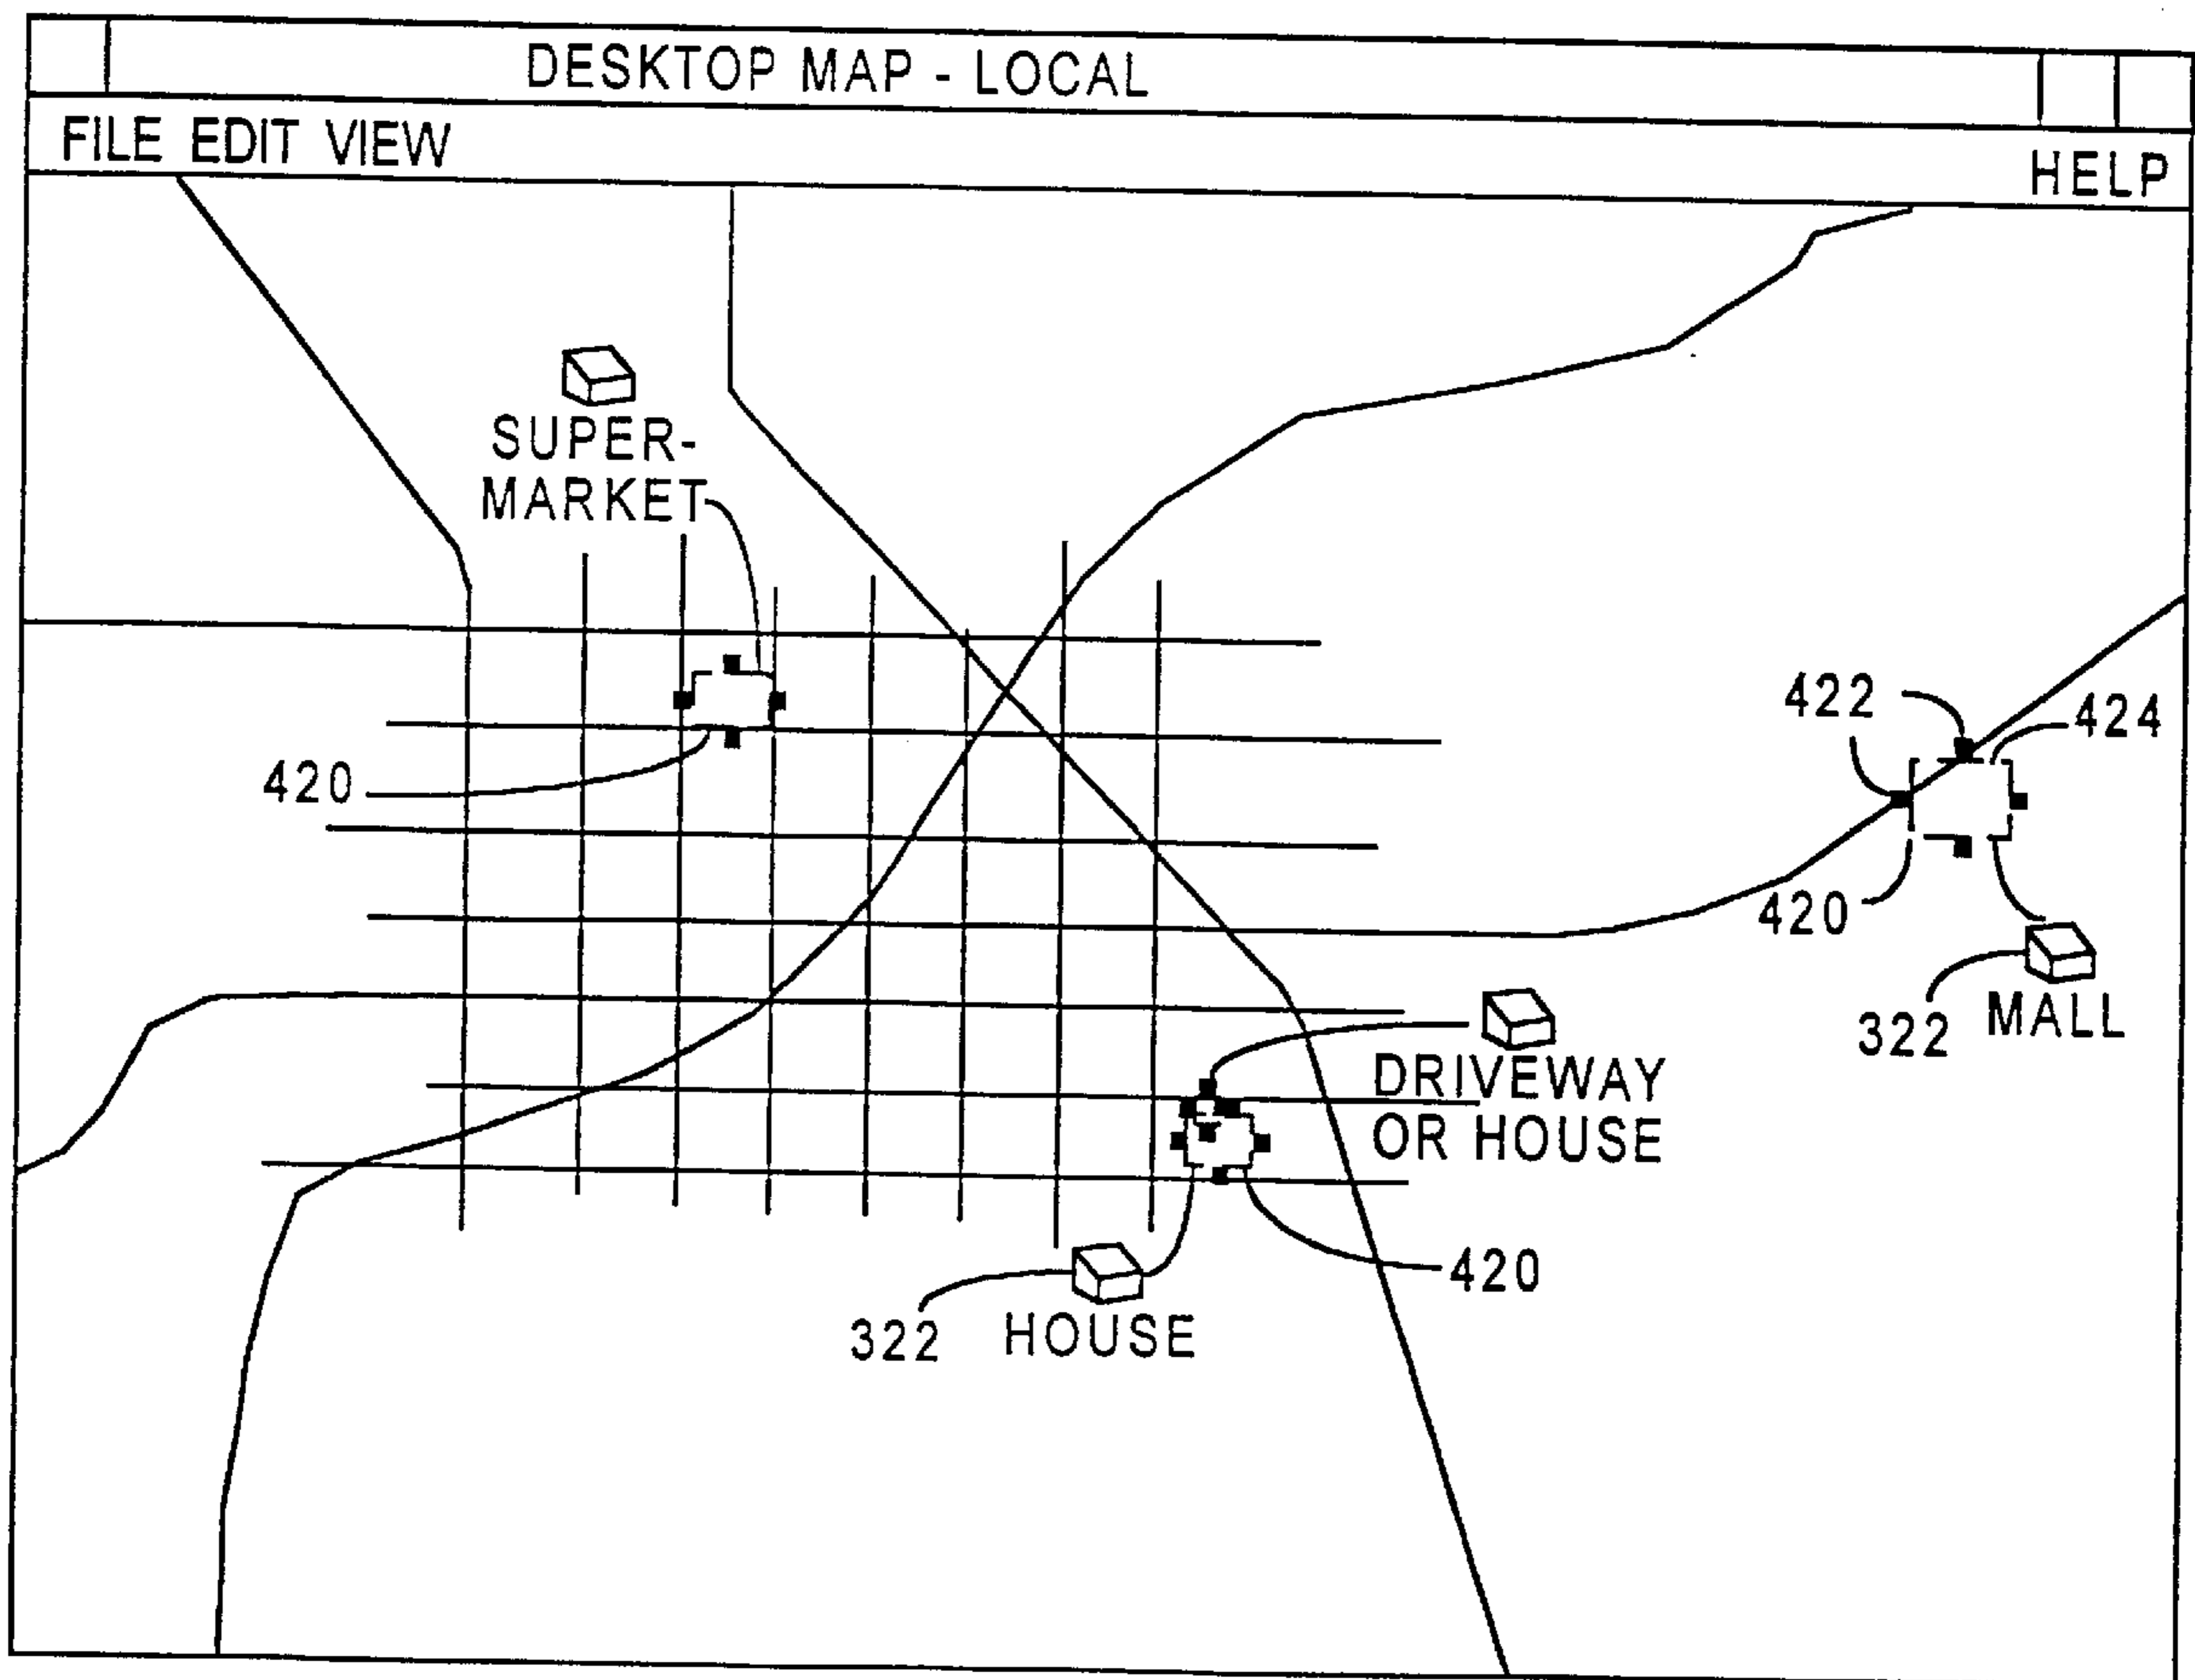 DESKTOP MAP - LOCAL
FILE EDIT VIEW
HELP
SUPER-
MARKET
422
424
420
420
322
MALL
DRIVEWAY
OR HOUSE
420
322
HOUSE